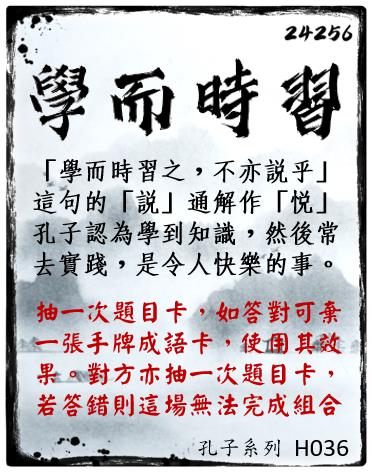 24256
學而時習
「學而時習之，不亦説乎」
這句的「説」通解作「悦」
孔子認為學到知識，然後常
去實踐，是令人快樂的事。
抽一次題目卡，如答對可棄
一張手牌成語卡，使用其效
果。對方亦抽一次題目卡，
若答錯則這場無法完成組合
孔子系列 H036